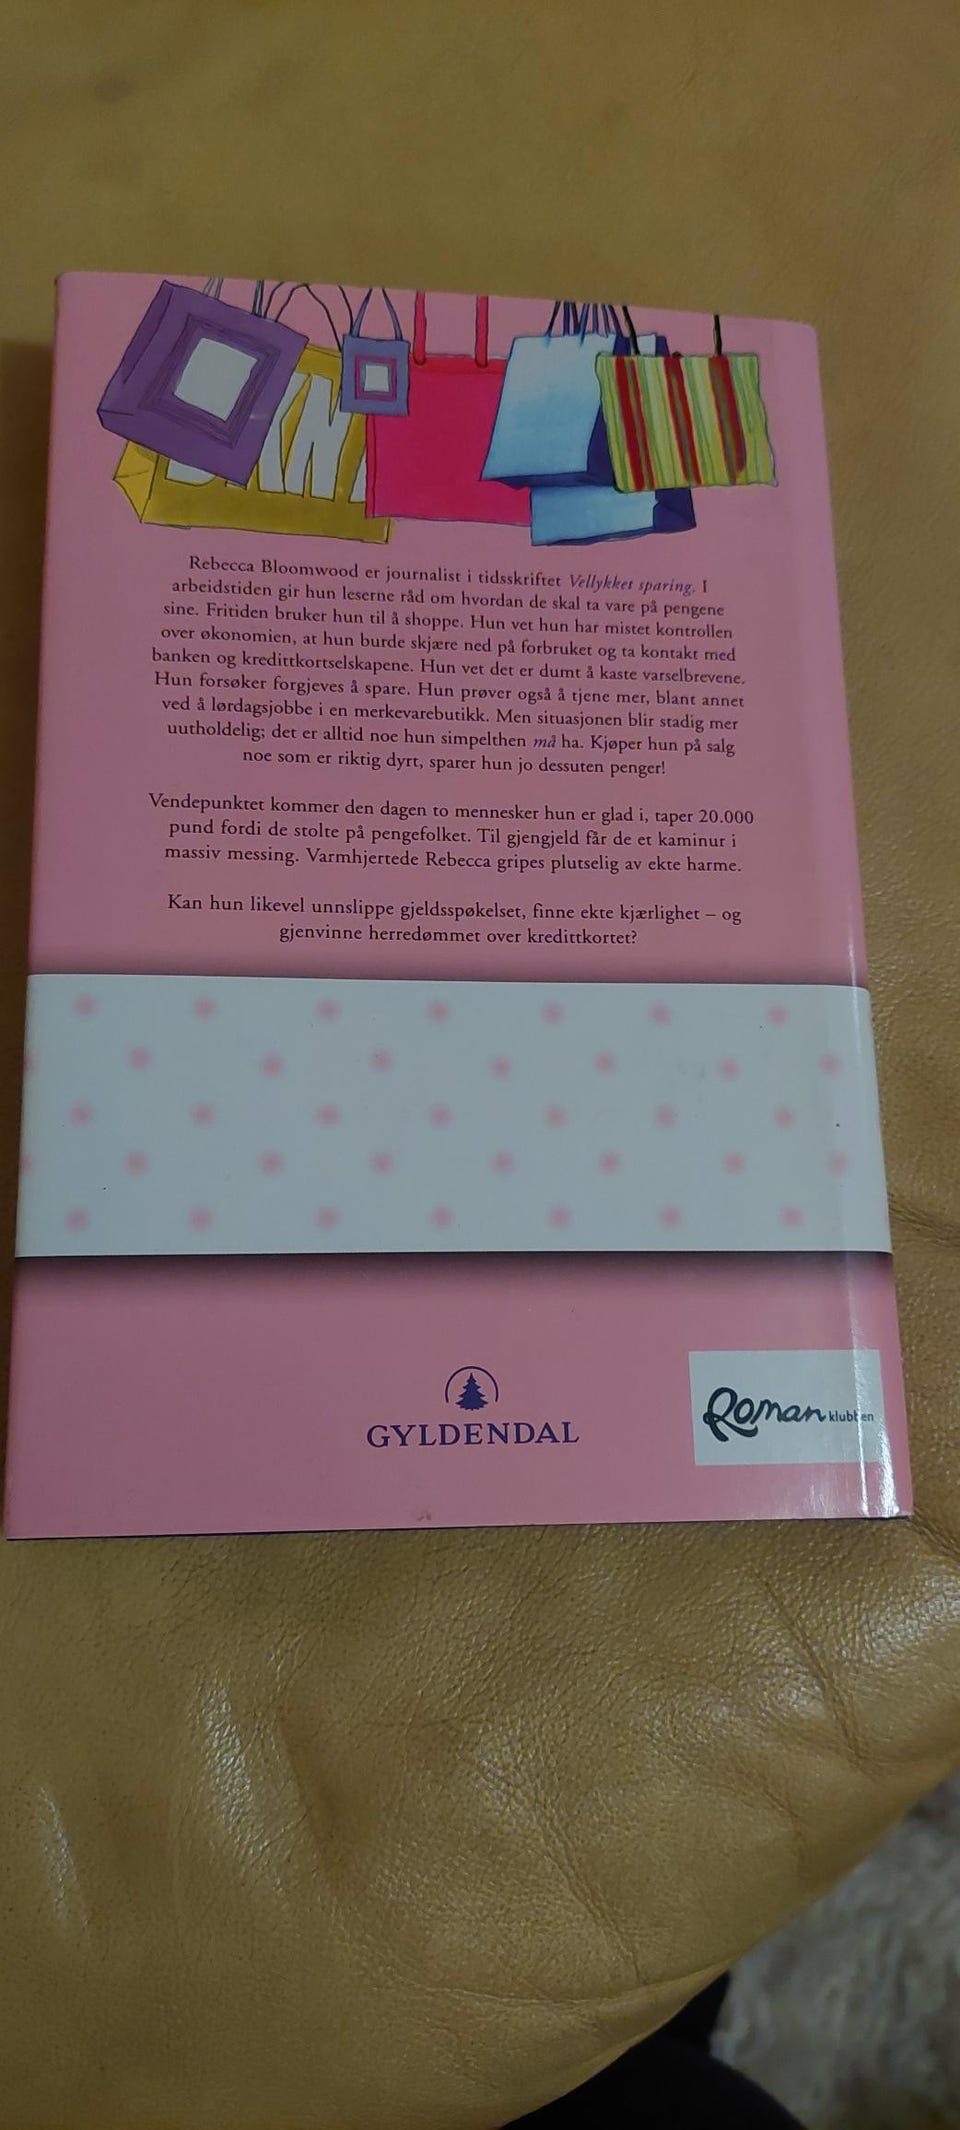 DKN
Rebecca Bloomwood er journalist i tidsskriftet Vellykket sparing. I
arbeidstiden gir hun leserne råd om hvordan de skal ta vare på pengene
sine. Fritiden bruker hun til å shoppe. Hun vet hun har mistet kontrollen
over økonomien, at hun burde skjære ned på forbruket og ta kontakt med
banken og kredittkortselskapene. Hun vet det er dumt å kaste varselbrevene.
Hun forsøker forgjeves å spare. Hun prøver også å tjene mer, blant annet
ved å lørdagsjobbe i en merkevarebutikk. Men situasjonen blir stadig mer
uutholdelig; det er alltid noe hun simpelthen må ha. Kjøper hun på salg
noe som er riktig dyrt, sparer hun jo dessuten penger!
Vendepunktet kommer den dagen to mennesker hun er glad i, taper 20.000
pund fordi de stolte på pengefolket. Til gjengjeld får de et kaminur i
massiv messing. Varmhjertede Rebecca gripes plutselig av ekte harme.
Kan hun likevel unnslippe gjeldsspøkelset, finne ekte kjærlighet – og
gjenvinne herredømmet over kredittkortet?
GYLDENDAL
Roman klubben